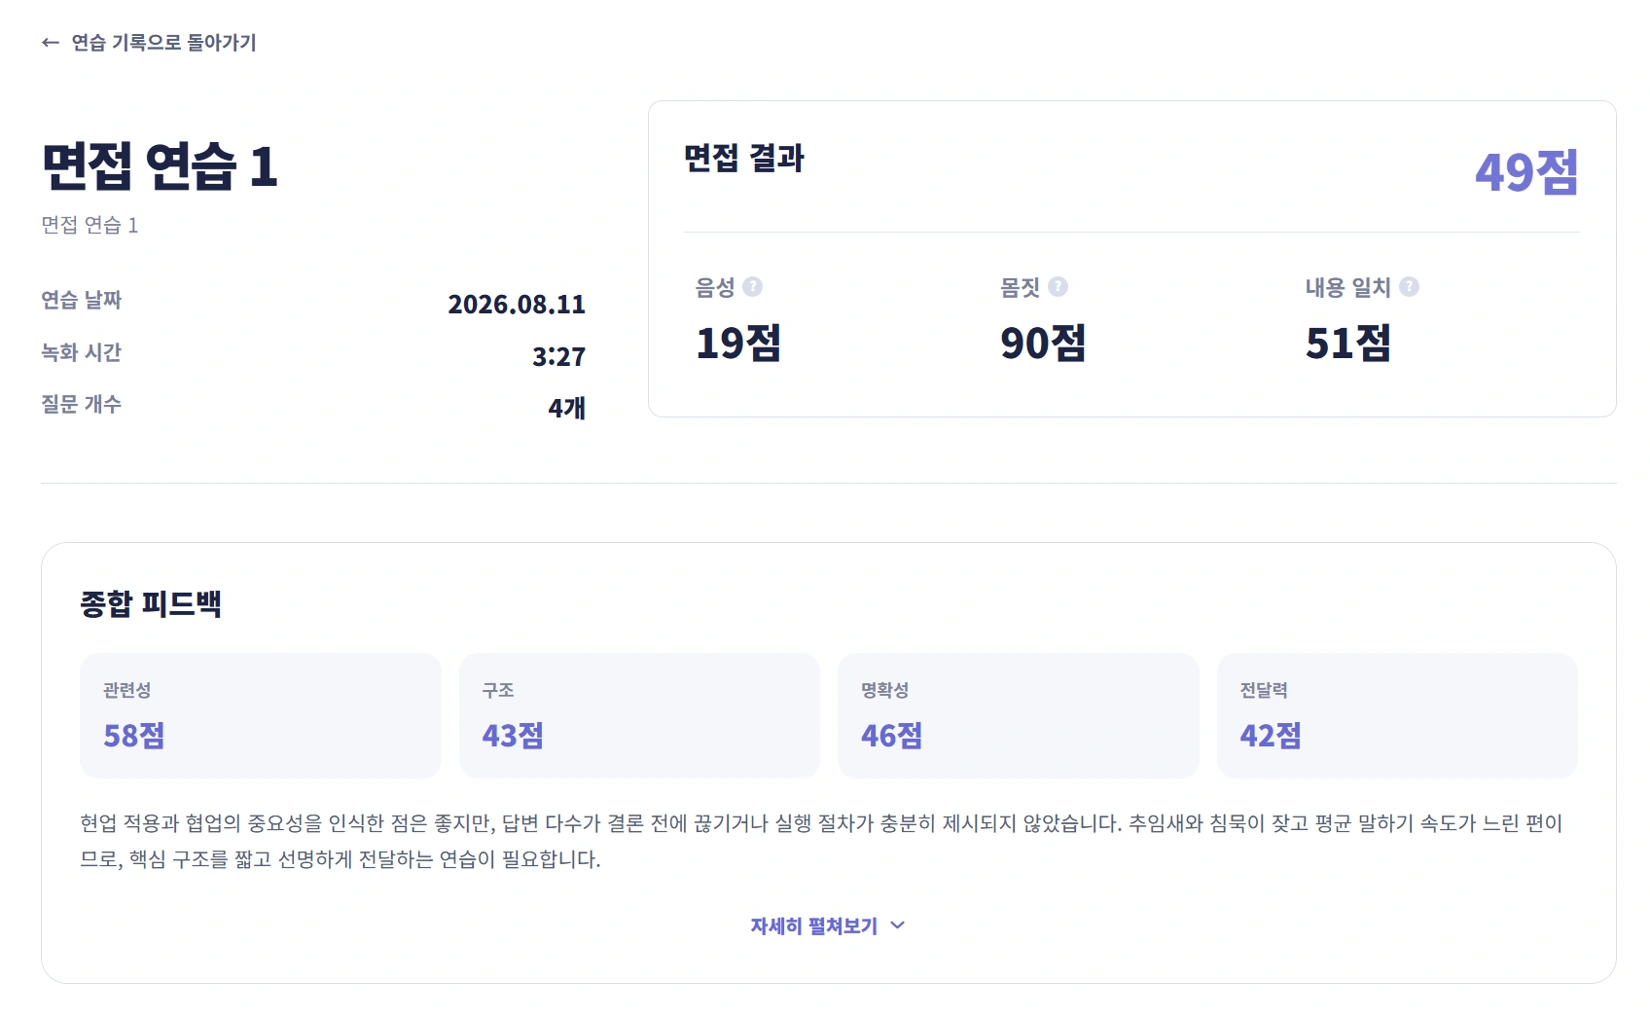 ← 연습 기록으로 돌아가기
면접 연습 1
면접 연습 1
연습 날짜 2026.08.11
녹화 시간 3:27
질문 개수 4개
면접 결과 49점
음성 ? 몸짓 ? 내용 일치 ?
19점 90점 51점
종합 피드백
관련성 구조 명확성 전달력
58점 43점 46점 42점
현업 적용과 협업의 중요성을 인식한 점은 좋지만, 답변 다수가 결론 전에 끊기거나 실행 절차가 충분히 제시되지 않았습니다. 추임새와 침묵이 잦고 평균 말하기 속도가 느린 편이
므로, 핵심 구조를 짧고 선명하게 전달하는 연습이 필요합니다.
자세히 펼쳐보기